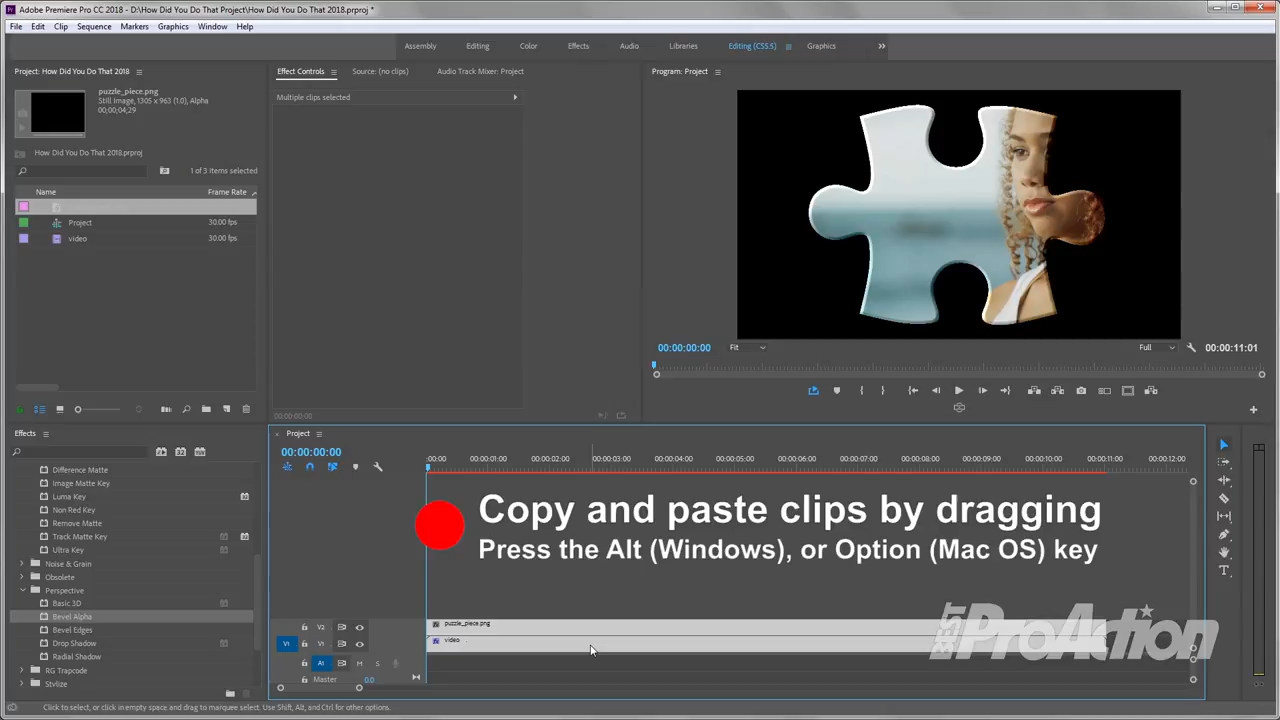 Adobe Premiere Pro CC 2018 - D:\How Did You Do That Project\How Did You Do That 2018.prproj *
File Edit Clip Sequence Markers Graphics Window Help
Assembly Editing Color Effects Audio Libraries Editing (CS5.5) Graphics
Project: How Did You Do That 2018
puzzle_piece.png
Still Image, 1305 x 963 (1.0), Alpha
00;00;04;29
How Did You Do That 2018.prproj
1 of 3 Items selected
Name Frame Rate
Project 30.00 fps
video 30.00 fps
Effect Controls Source: (no clips) Audio Track Mixer: Project
Multiple clips selected
00:00:00:00
Program: Project
00:00:00:00 Fit Full 00:00:11:01
Effects
Difference Matte
Image Matte Key
Luma Key
Non Red Key
Remove Matte
Track Matte Key
Ultra Key
Noise & Grain
Obsolete
Perspective
Basic 3D
Bevel Alpha
Bevel Edges
Drop Shadow
Radial Shadow
RG Trapcode
Stylize
Project
00:00:00:00
:00:00 00:00:01:00 00:00:02:00 00:00:03:00 00:00:04:00 00:00:05:00 00:00:06:00 00:00:07:00 00:00:08:00 00:00:09:00 00:00:10:00 00:00:11:00 00:00:12:00
Copy and paste clips by dragging
Press the Alt (Windows), or Option (Mac OS) key
V2 puzzle_piece.png
V1 V1 video
A1 M S
Master 0.0
365 ProAction
Click to select, or click in empty space and drag to marquee select. Use Shift, Alt, and Ctrl for other options.